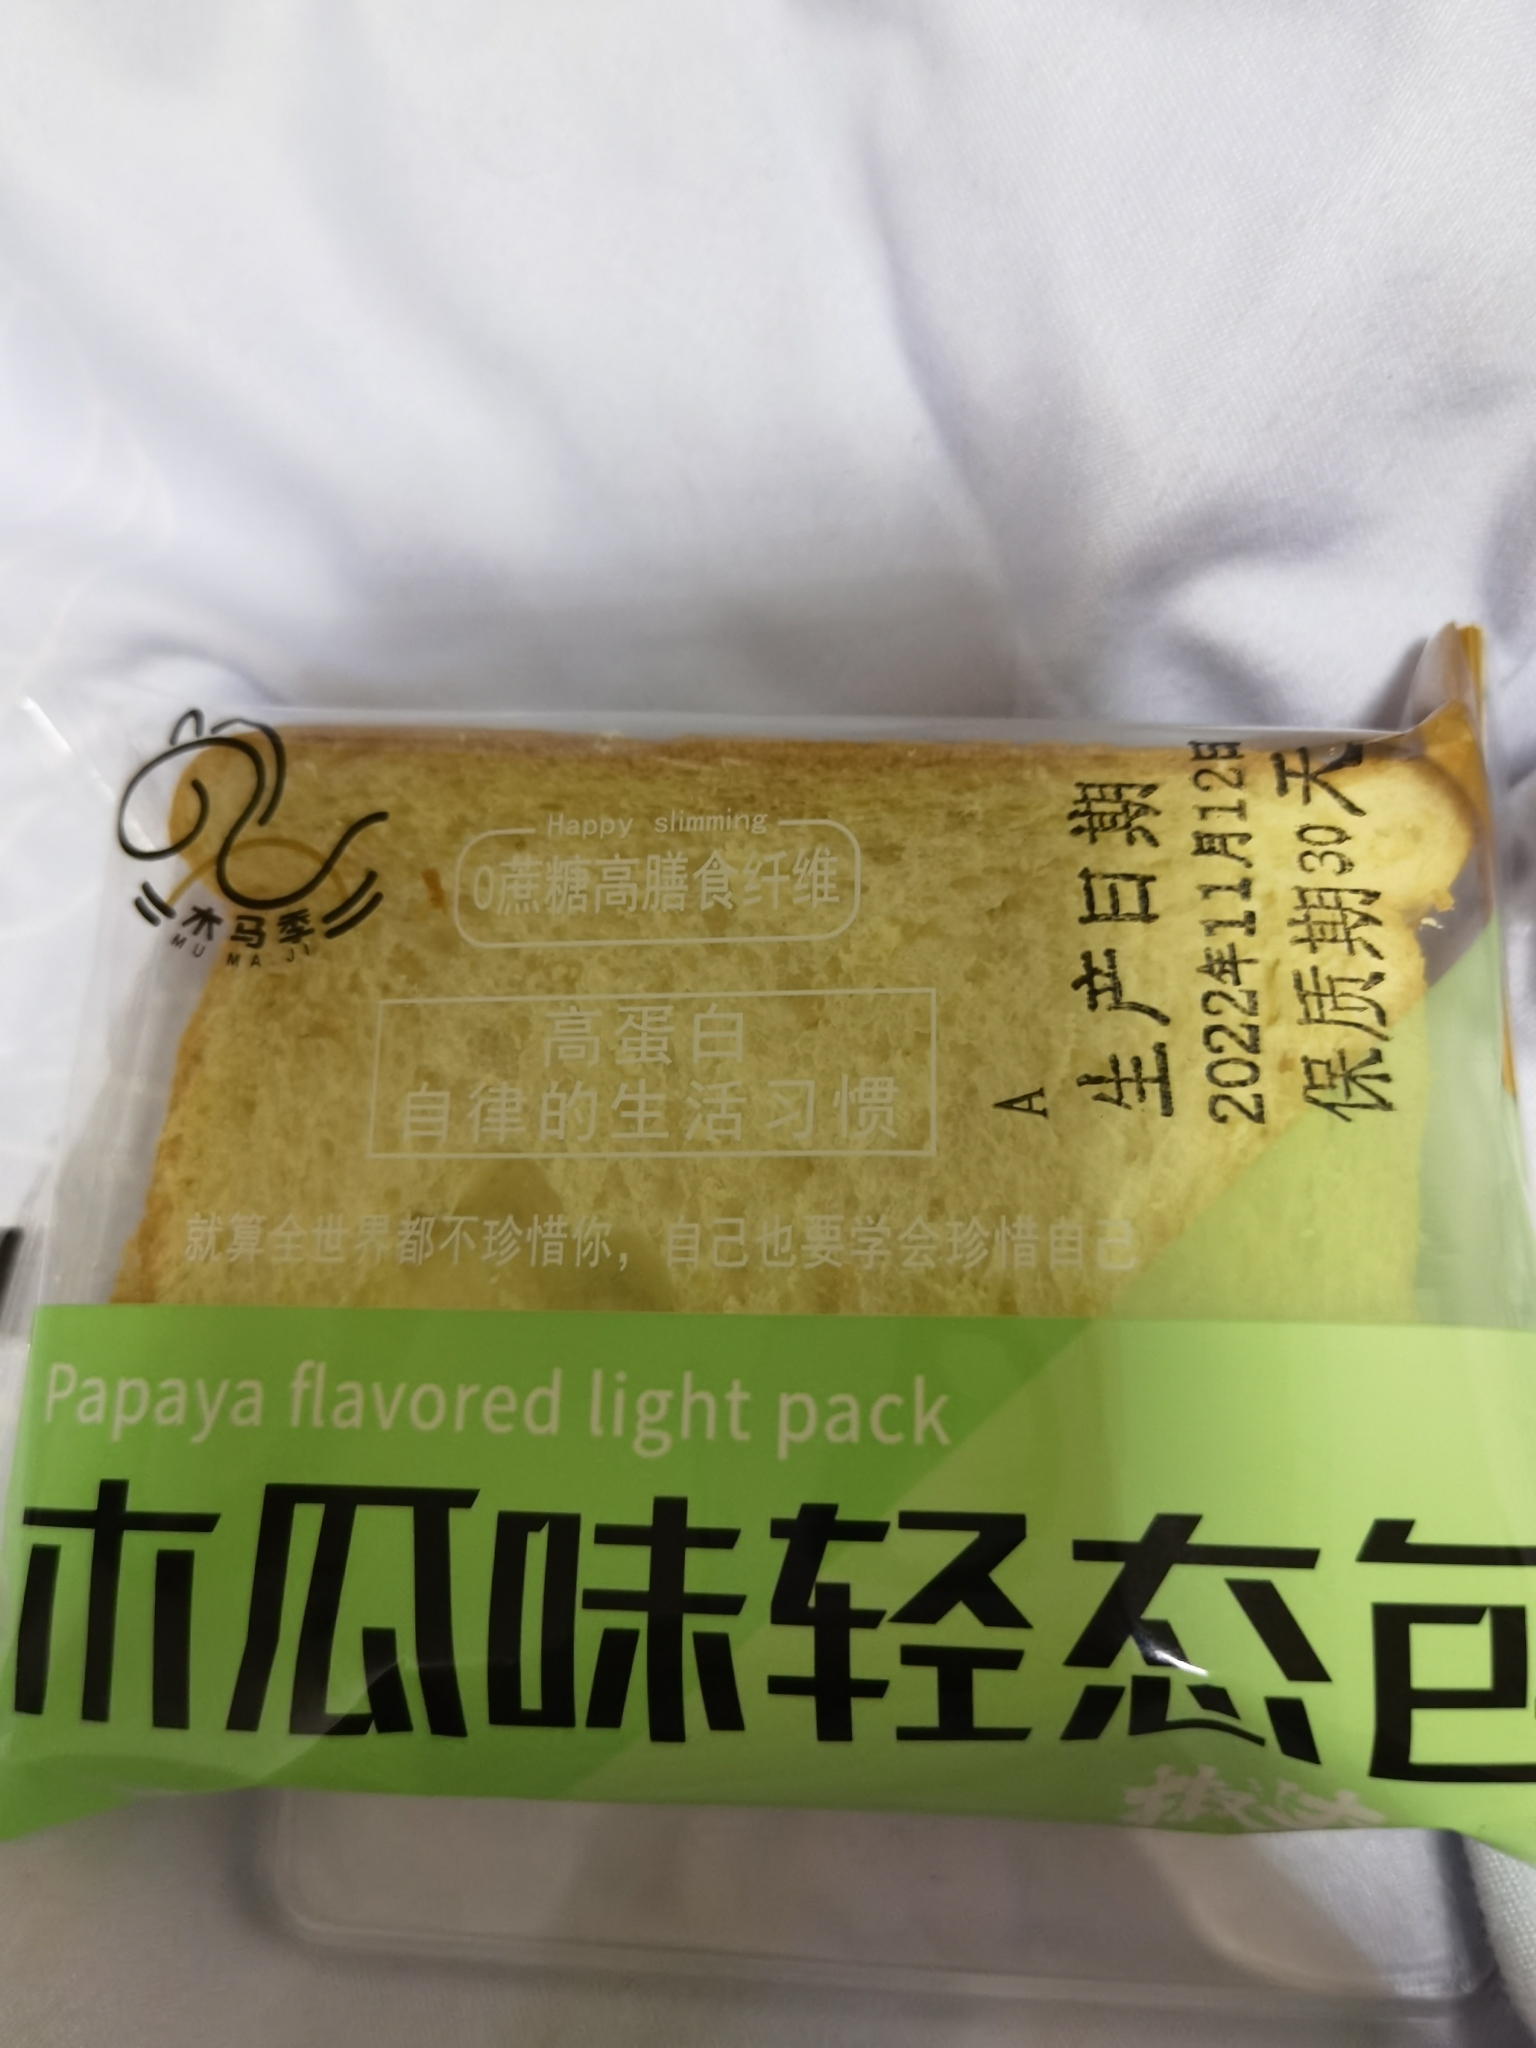 木马季
MU MA JI
Happy slimming
0蔗糖高膳食纤维
高蛋白
自律的生活习惯
就算全世界都不珍惜你，自己也要学会珍惜自己
A
生产日期
2022年11月12日
保质期30天
Papaya flavored light pack
木瓜味轻态包